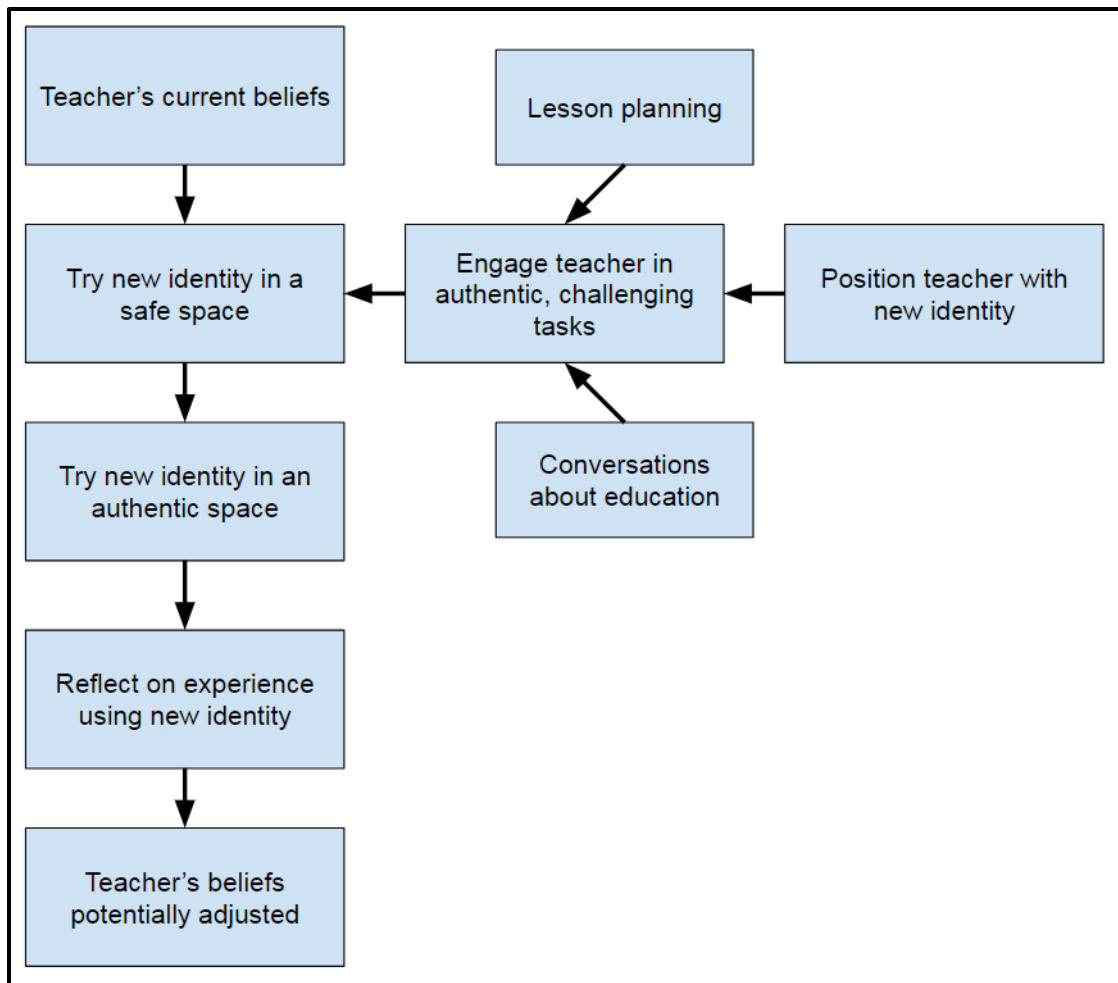 Teacher's current beliefs
Lesson planning
Try new identity in a
safe space
Engage teacher in
authentic, challenging
tasks
Position teacher with
new identity
Try new identity in an
authentic space
Conversations
about education
Reflect on experience
using new identity
Teacher's beliefs
potentially adjusted